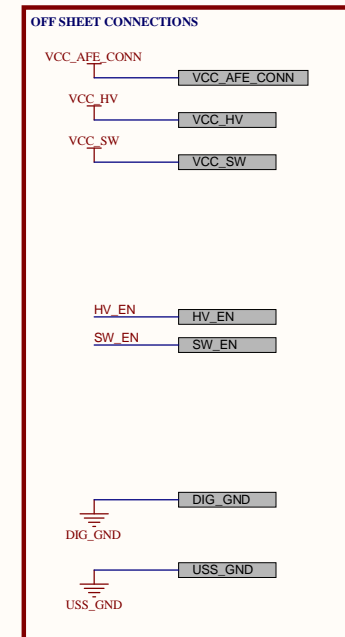 OFF SHEET CONNECTIONS
VCC_AFE_CONN
VCC_AFE_CONN
VCC_HV
VCC_HV
VCC_SW
VCC_SW
HV_EN
HV_EN
SW_EN
SW_EN
DIG_GND
DIG_GND
USS_GND
USS_GND